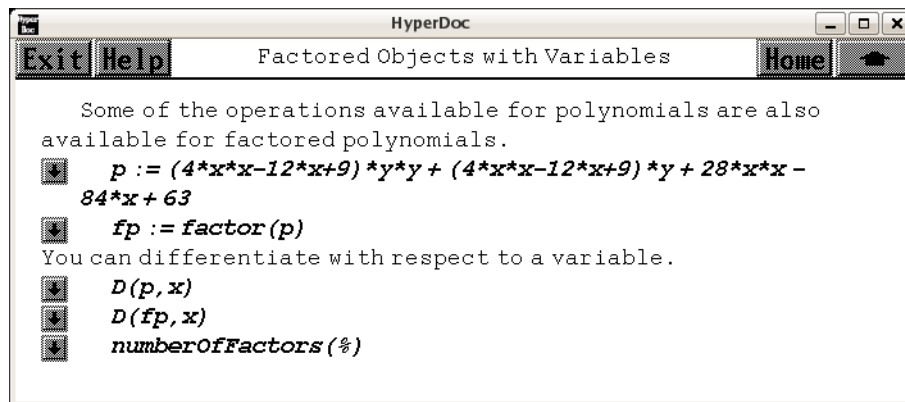 Hyper Doc
HyperDoc
Exit Help Factored Objects with Variables Home
Some of the operations available for polynomials are also
available for factored polynomials.
p := (4*x*x-12*x+9)*y*y + (4*x*x-12*x+9)*y + 28*x*x -
84*x + 63
fp := factor(p)
You can differentiate with respect to a variable.
D(p,x)
D(fp,x)
numberOfFactors(%)